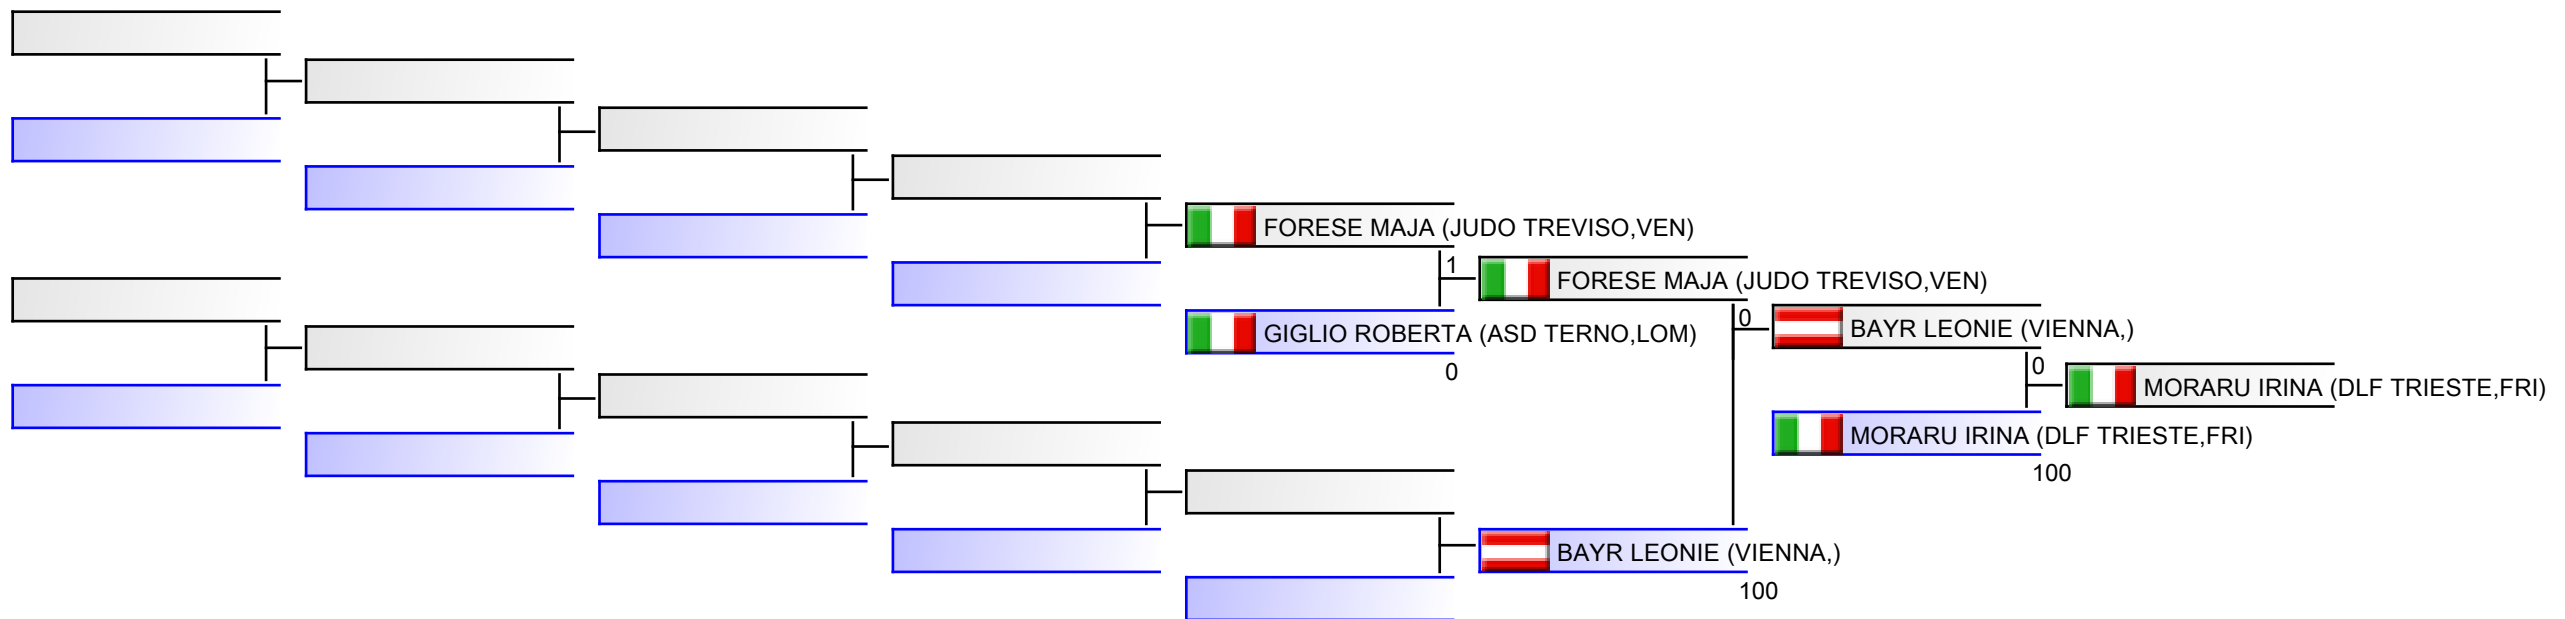 FORESE MAJA (JUDO TREVISO,VEN)
1
FORESE MAJA (JUDO TREVISO,VEN)
GIGLIO ROBERTA (ASD TERNO,LOM)
0
0
BAYR LEONIE (VIENNA,)
0
MORARU IRINA (DLF TRIESTE,FRI)
MORARU IRINA (DLF TRIESTE,FRI)
100
BAYR LEONIE (VIENNA,)
100